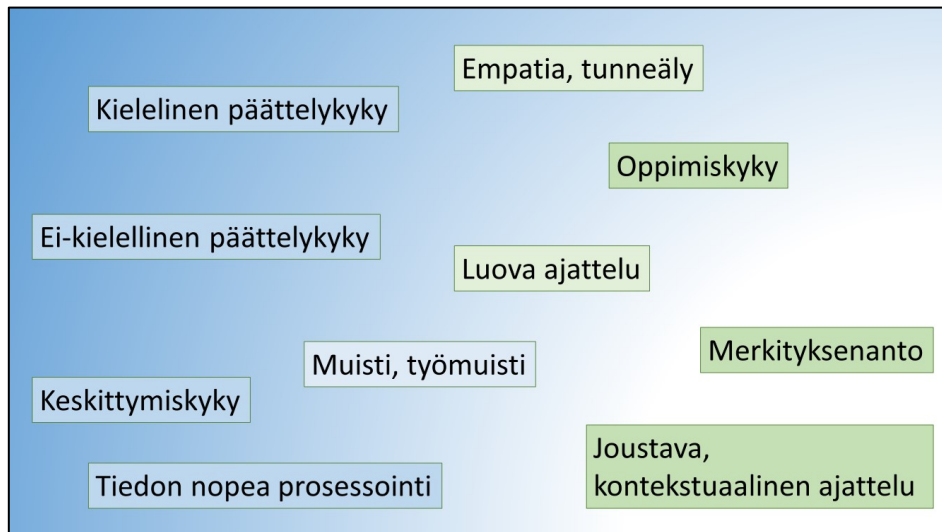 Empatia, tunneäly
Kielelinen päättelykyky
Oppimiskyky
Ei-kielellinen päättelykyky
Luova ajattelu
Merkityksenanto
Muisti, työmuisti
Keskittymiskyky
Joustava,
kontekstuaalinen ajattelu
Tiedon nopea prosessointi